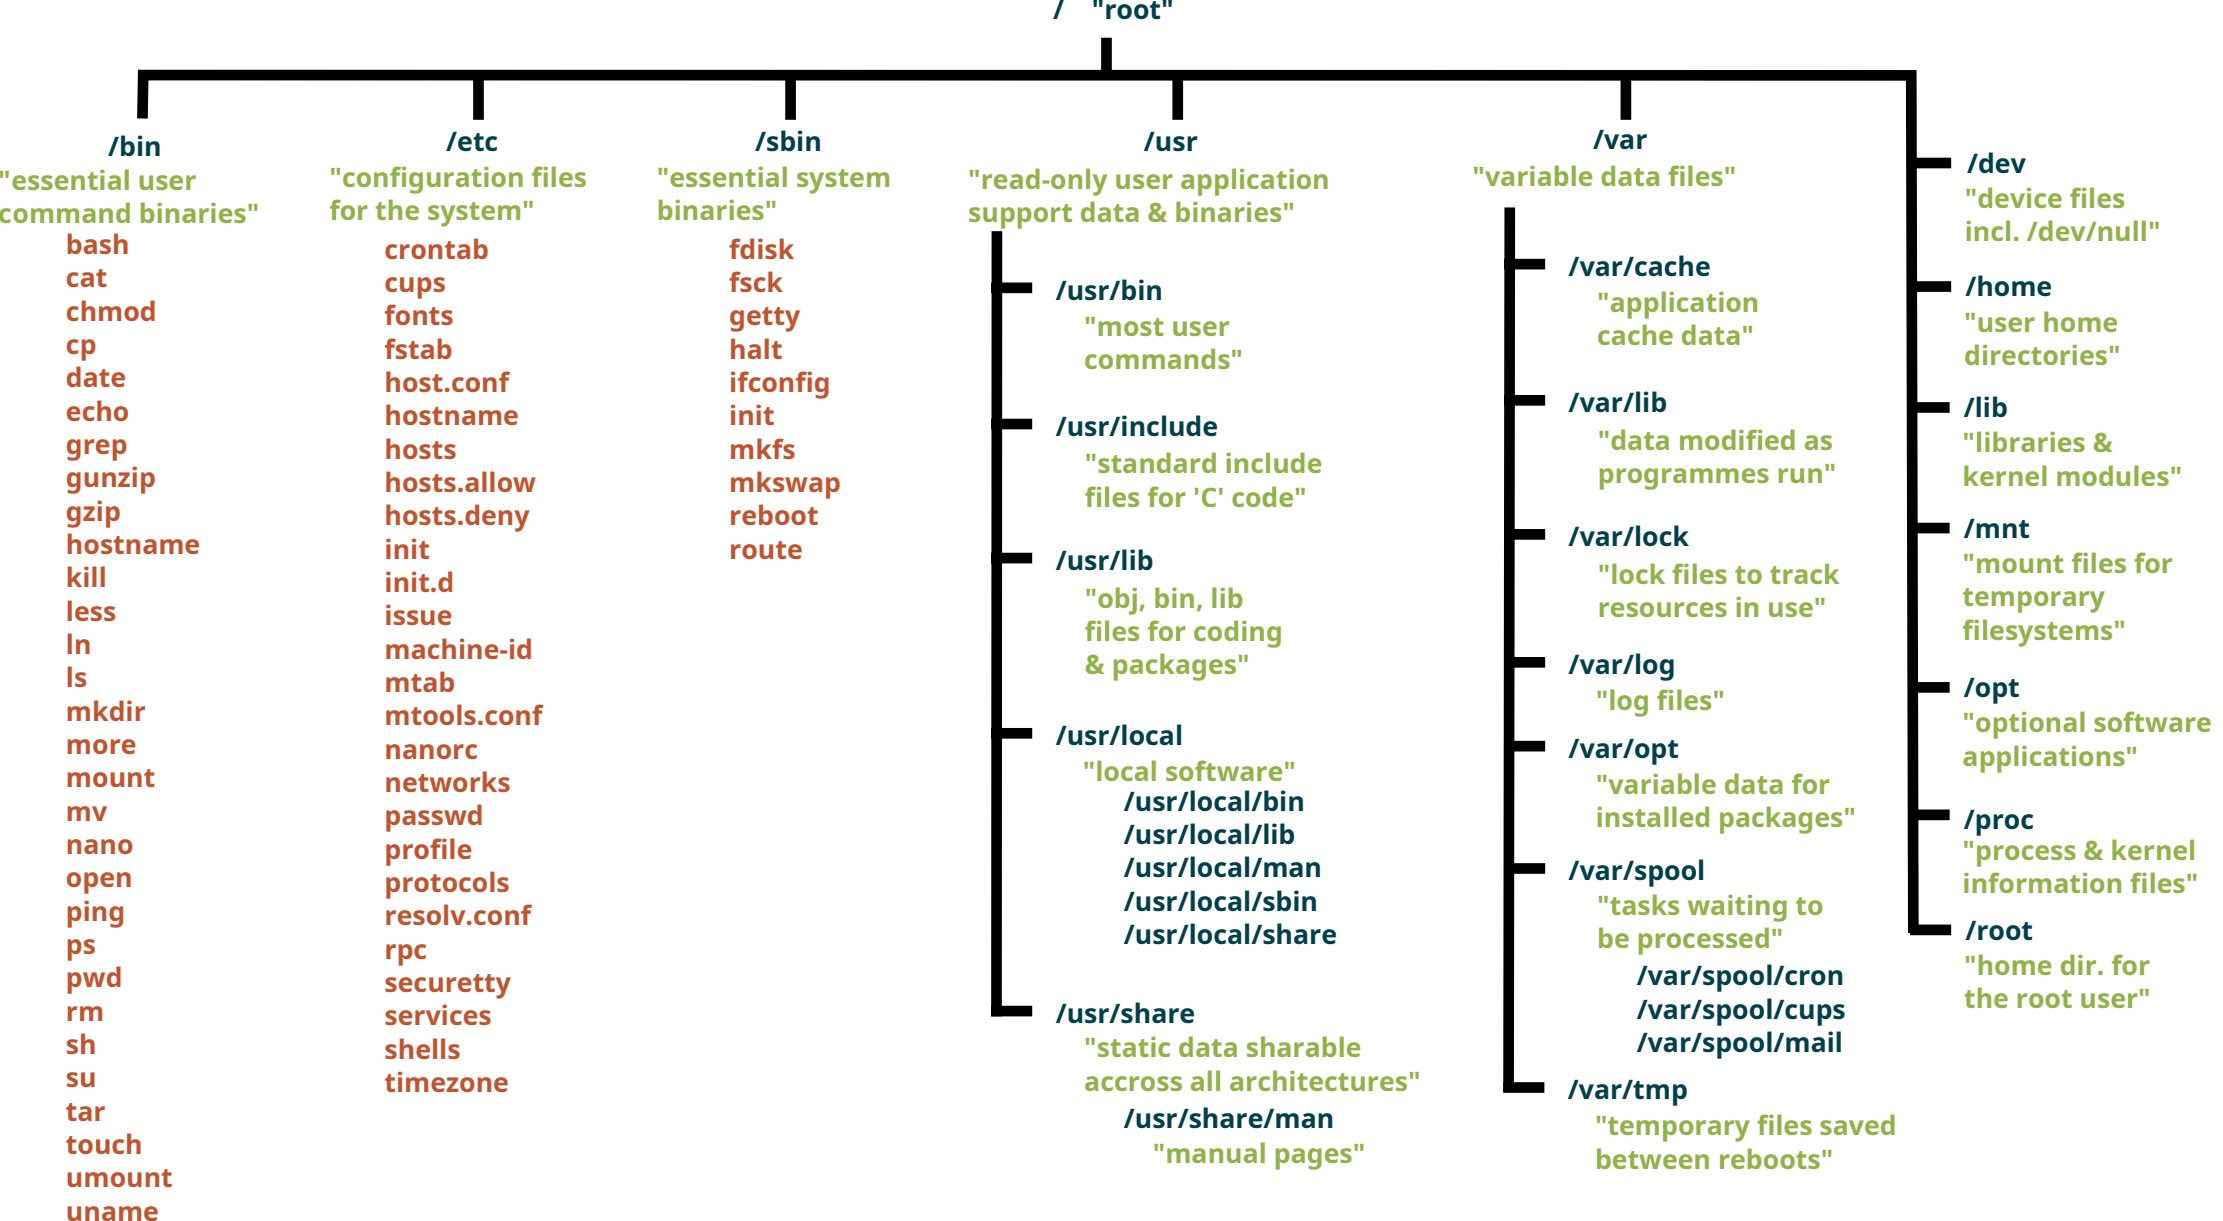 / "root"
/bin
"essential user
command binaries"
bash
cat
chmod
cp
date
echo
grep
gunzip
gzip
hostname
kill
less
ln
ls
mkdir
more
mount
mv
nano
open
ping
ps
pwd
rm
sh
su
tar
touch
umount
uname
/etc
"configuration files
for the system"
crontab
cups
fonts
fstab
host.conf
hostname
hosts
hosts.allow
hosts.deny
init
init.d
issue
machine-id
mtab
mtools.conf
nanorc
networks
passwd
profile
protocols
resolv.conf
rpc
securetty
services
shells
timezone
/sbin
"essential system
binaries"
fdisk
fsck
getty
halt
ifconfig
init
mkfs
mkswap
reboot
route
/usr
"read-only user application
support data & binaries"
/usr/bin
"most user
commands"
/usr/include
"standard include
files for 'C' code"
/usr/lib
"obj, bin, lib
files for coding
& packages"
/usr/local
"local software"
/usr/local/bin
/usr/local/lib
/usr/local/man
/usr/local/sbin
/usr/local/share
/usr/share
"static data sharable
accross all architectures"
/usr/share/man
"manual pages"
/var
"variable data files"
/var/cache
"application
cache data"
/var/lib
"data modified as
programmes run"
/var/lock
"lock files to track
resources in use"
/var/log
"log files"
/var/opt
"variable data for
installed packages"
/var/spool
"tasks waiting to
be processed"
/var/spool/cron
/var/spool/cups
/var/spool/mail
/var/tmp
"temporary files saved
between reboots"
/dev
"device files
incl. /dev/null"
/home
"user home
directories"
/lib
"libraries &
kernel modules"
/mnt
"mount files for
temporary
filesystems"
/opt
"optional software
applications"
/proc
"process & kernel
information files"
/root
"home dir. for
the root user"